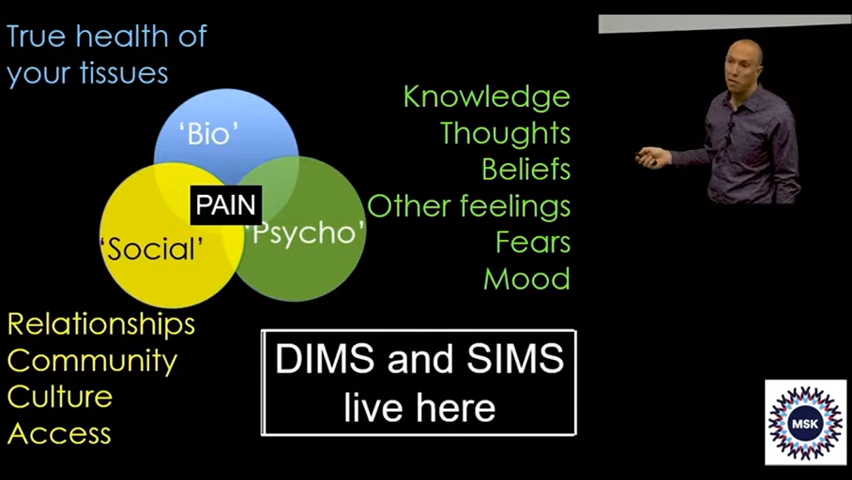 True health of
your tissues
'Bio'
PAIN
'Psycho'
'Social'
Knowledge
Thoughts
Beliefs
Other feelings
Fears
Mood
Relationships
Community
Culture
Access
DIMS and SIMS
live here
MSK